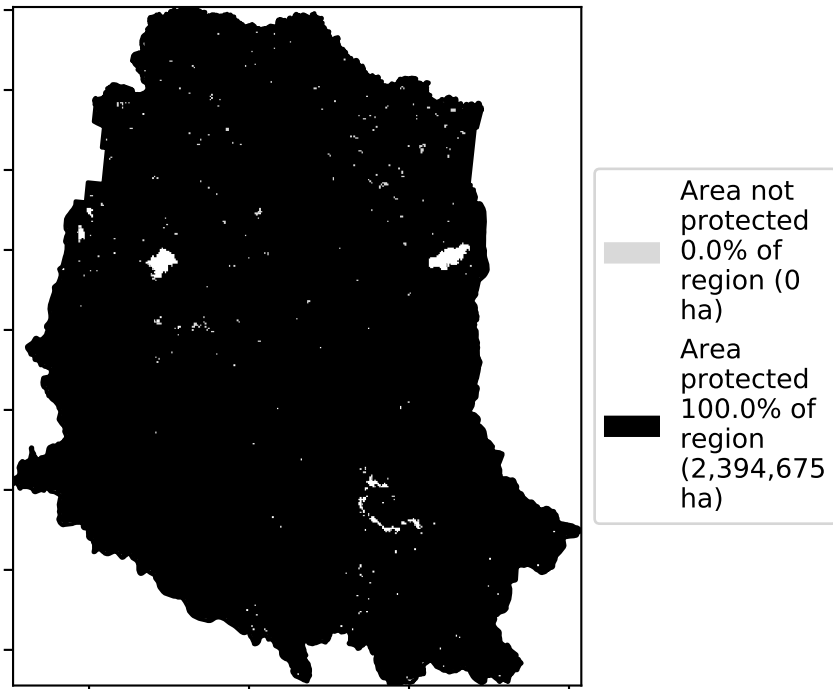 Area not
protected
0.0% of
region (0
ha)
Area
protected
100.0% of
region
(2,394,675
ha)